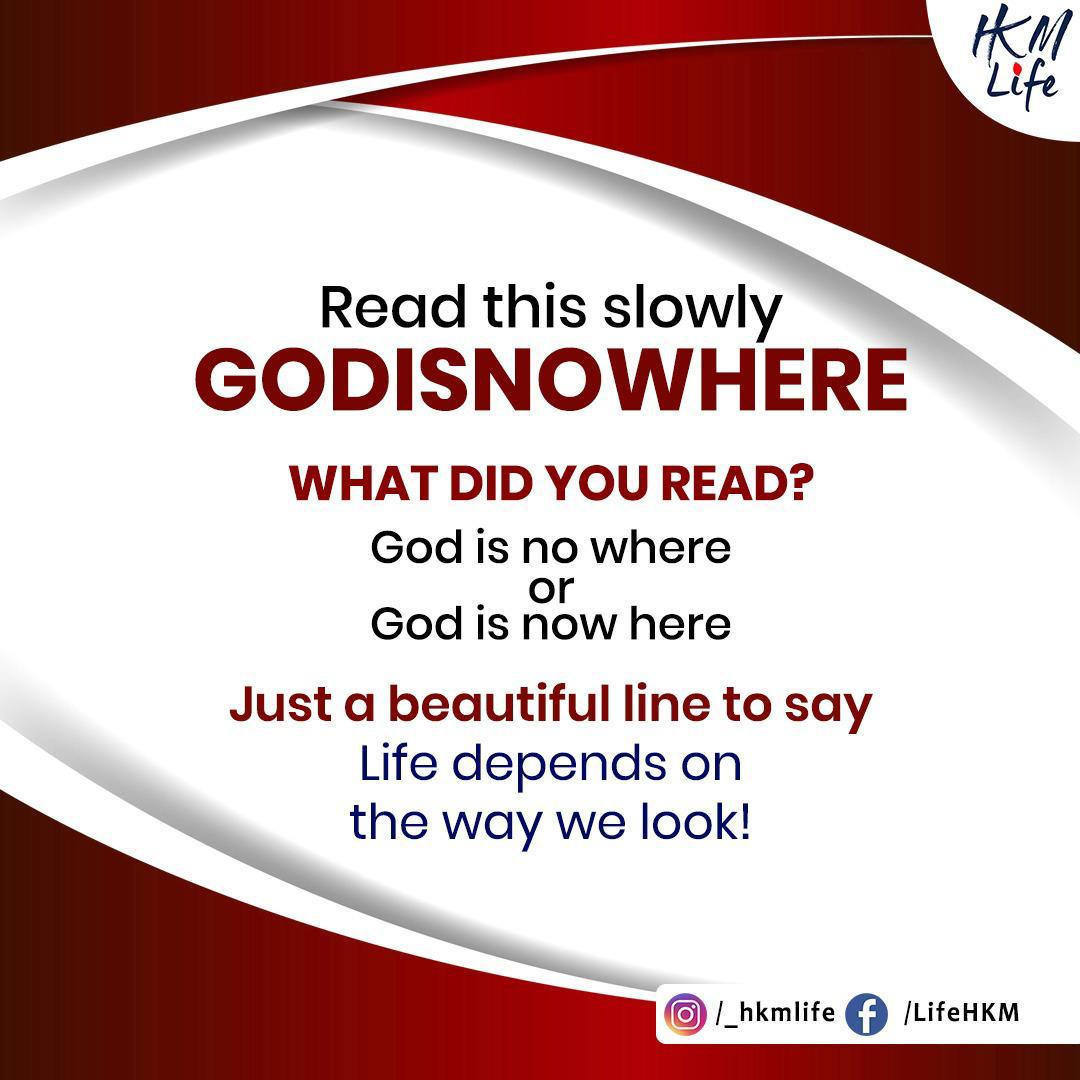 HKM
Life
Read this slowly
GODISNOWHERE
WHAT DID YOU READ?
God is no where
or
God is now here
Just a beautiful line to say
Life depends on
the way we look!
/_hkmlife /LifeHKM